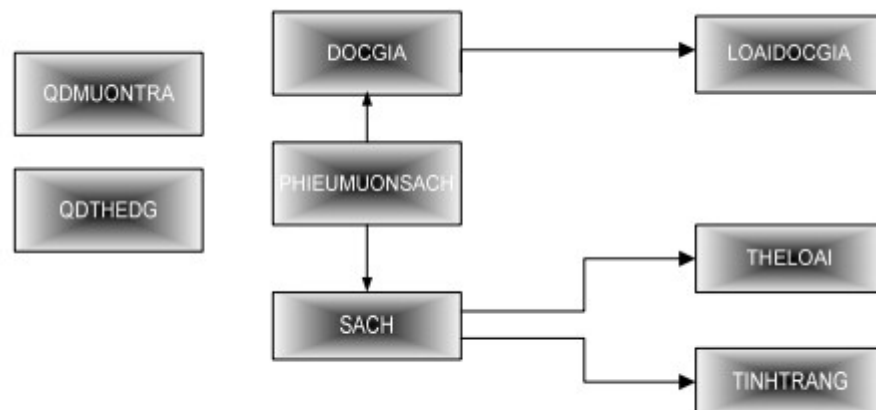 QDMUONTRA
QDTHEDG
DOCGIA
LOAIDOCGIA
PHIEUMUONSACH
SACH
THELOAI
TINHTRANG